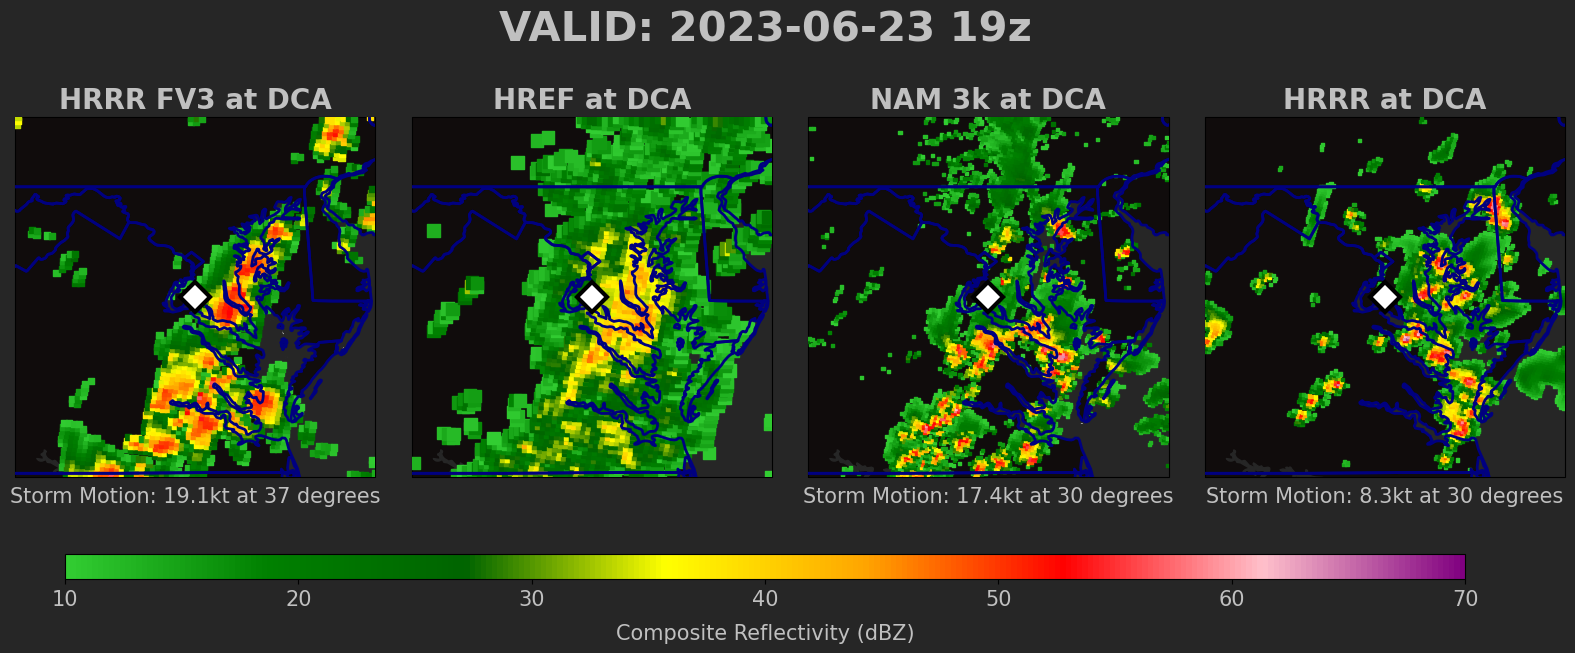 VALID: 2023-06-23 19z
HRRR FV3 at DCA
HREF at DCA
NAM 3k at DCA
HRRR at DCA
Storm Motion: 19.1kt at 37 degrees
Storm Motion: 17.4kt at 30 degrees
Storm Motion: 8.3kt at 30 degrees
10 20 30 40 50 60 70
Composite Reflectivity (dBZ)